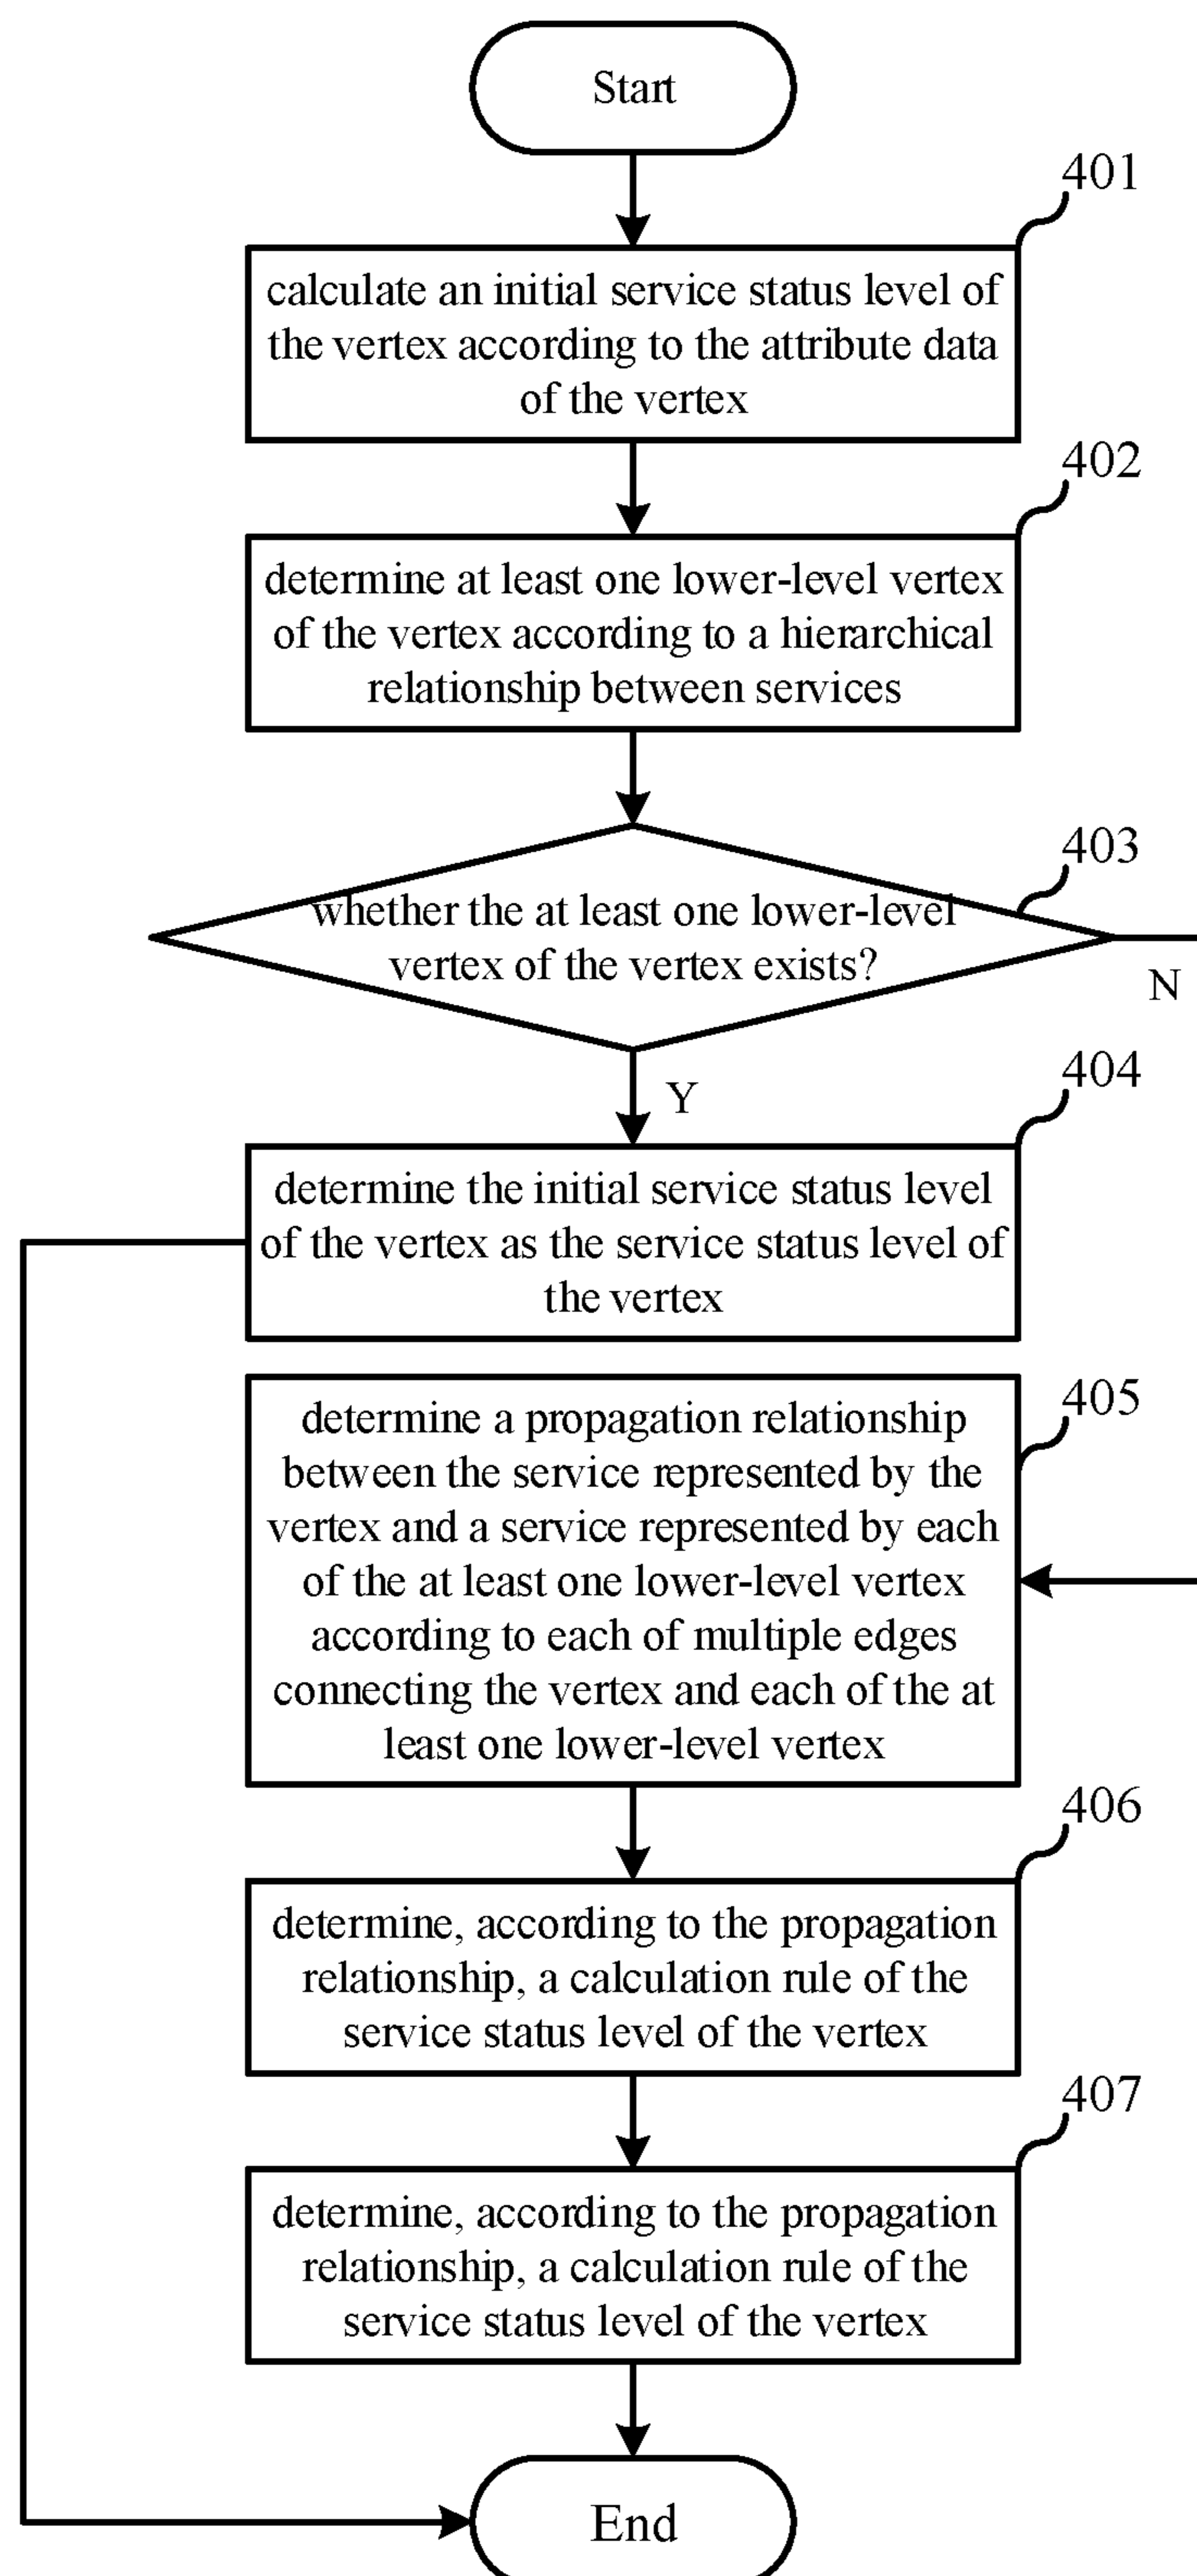 Start
401
calculate an initial service status level of
the vertex according to the attribute data
of the vertex
402
determine at least one lower-level vertex
of the vertex according to a hierarchical
relationship between services
403
whether the at least one lower-level
vertex of the vertex exists?
N
Y
404
determine the initial service status level
of the vertex as the service status level of
the vertex
405
determine a propagation relationship
between the service represented by the
vertex and a service represented by each
of the at least one lower-level vertex
according to each of multiple edges
connecting the vertex and each of the at
least one lower-level vertex
406
determine, according to the propagation
relationship, a calculation rule of the
service status level of the vertex
407
determine, according to the propagation
relationship, a calculation rule of the
service status level of the vertex
End